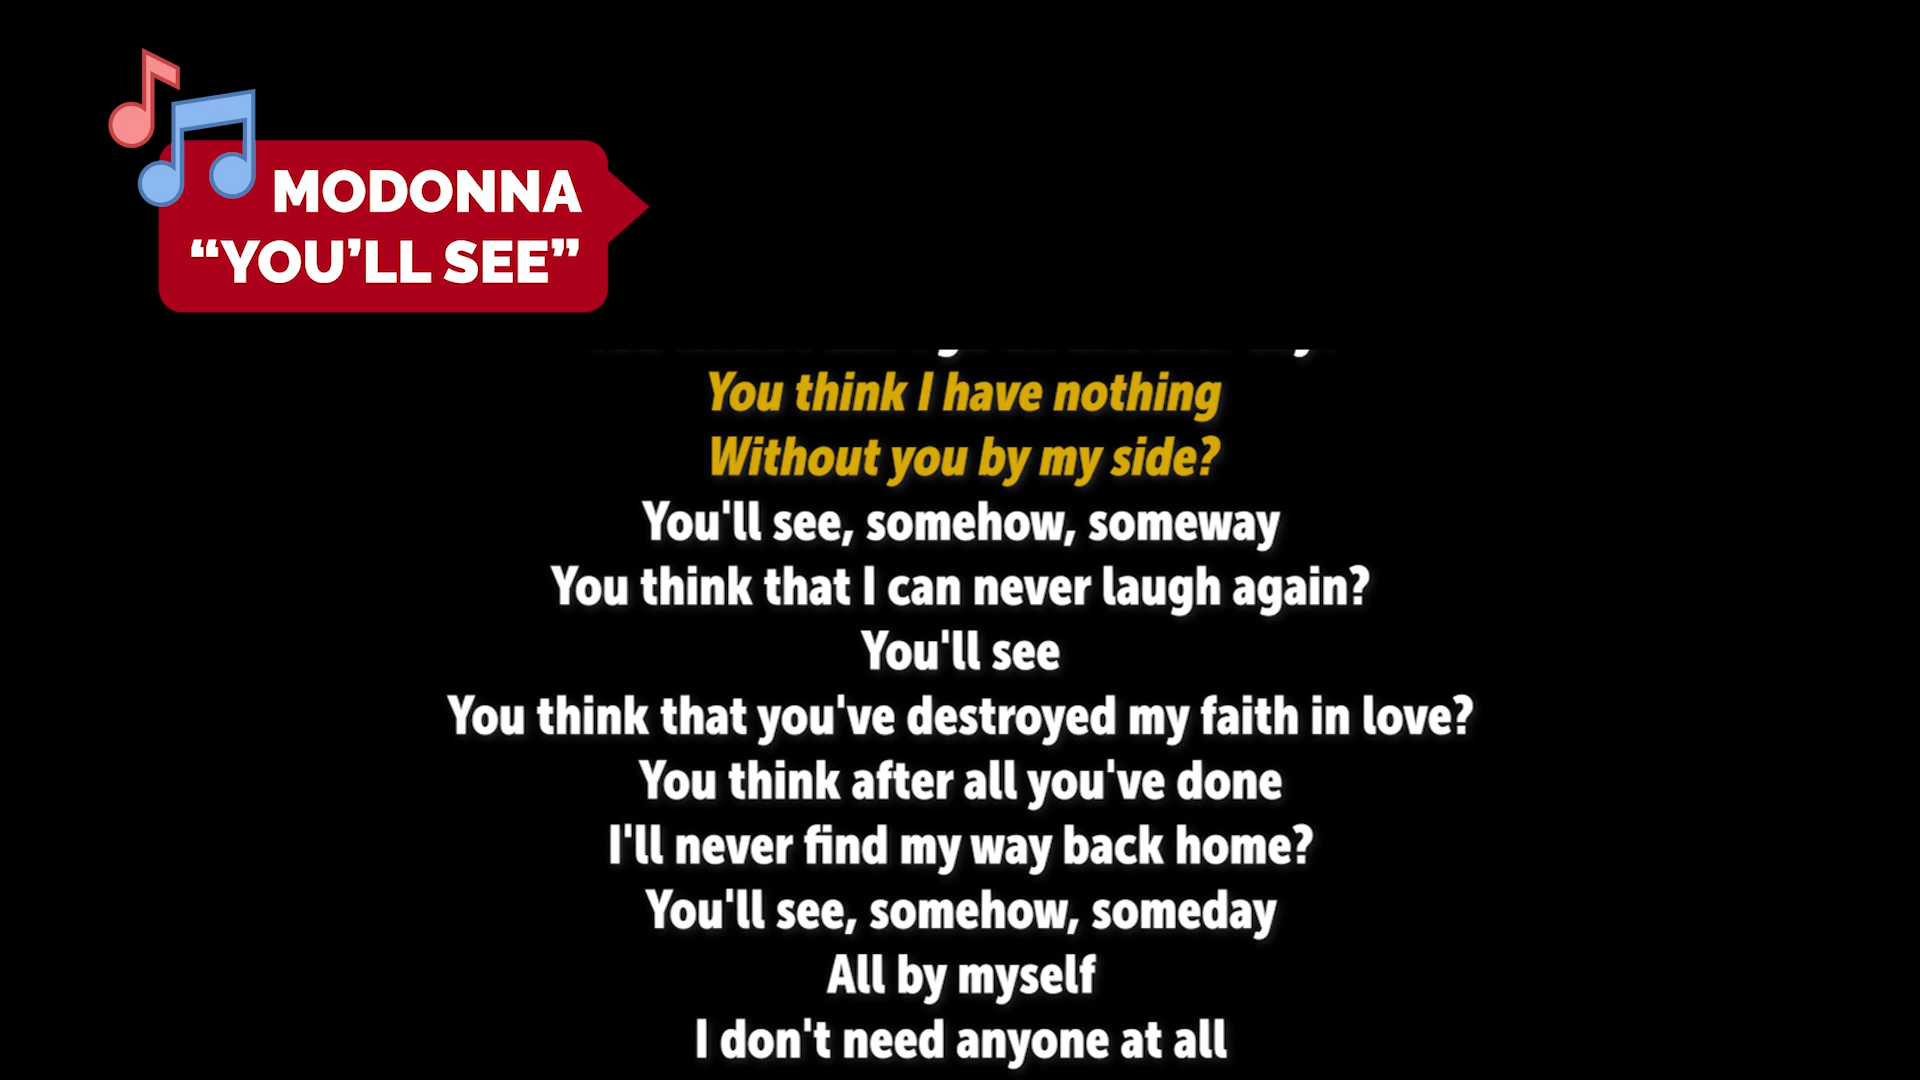 MODONNA
“YOU’LL SEE”
You think I have nothing
Without you by my side?
You'll see, somehow, someway
You think that I can never laugh again?
You'll see
You think that you've destroyed my faith in love?
You think after all you've done
I'll never find my way back home?
You'll see, somehow, someday
All by myself
I don't need anyone at all